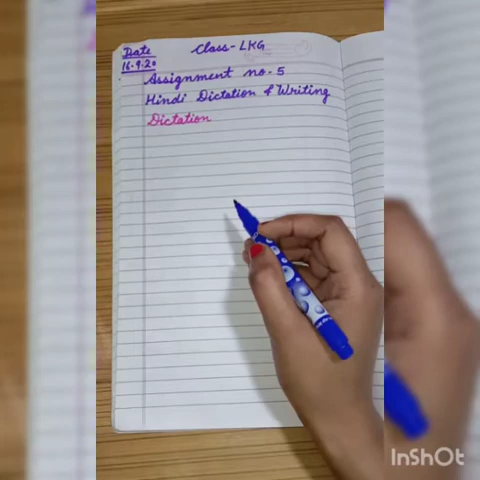 Date Class - LKG
16.9.20
Assignment no. 5
Hindi Dictation & Writing
Dictation
InShOt